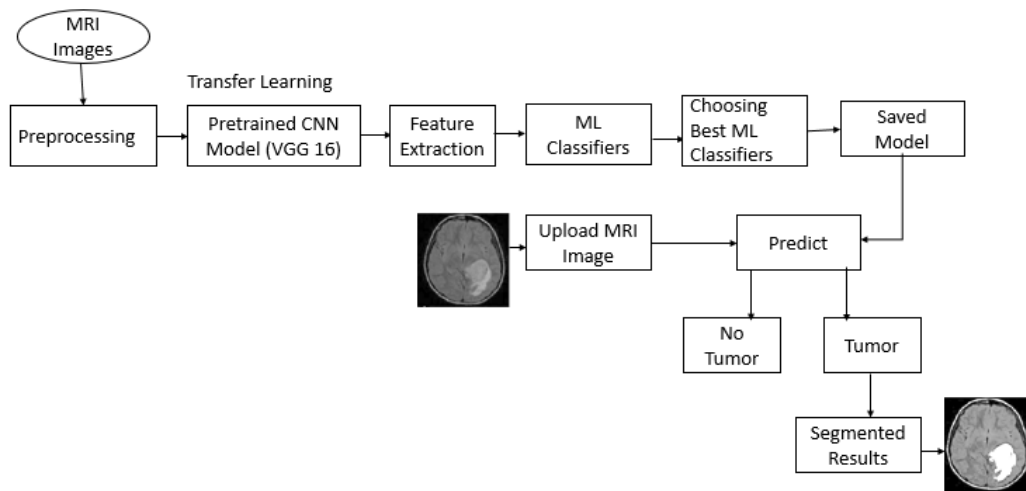 MRI
Images
Transfer Learning
Preprocessing
Pretrained CNN
Model (VGG 16)
Feature
Extraction
ML
Classifiers
Choosing
Best ML
Classifiers
Saved
Model
Upload MRI
Image
Predict
No
Tumor
Tumor
Segmented
Results